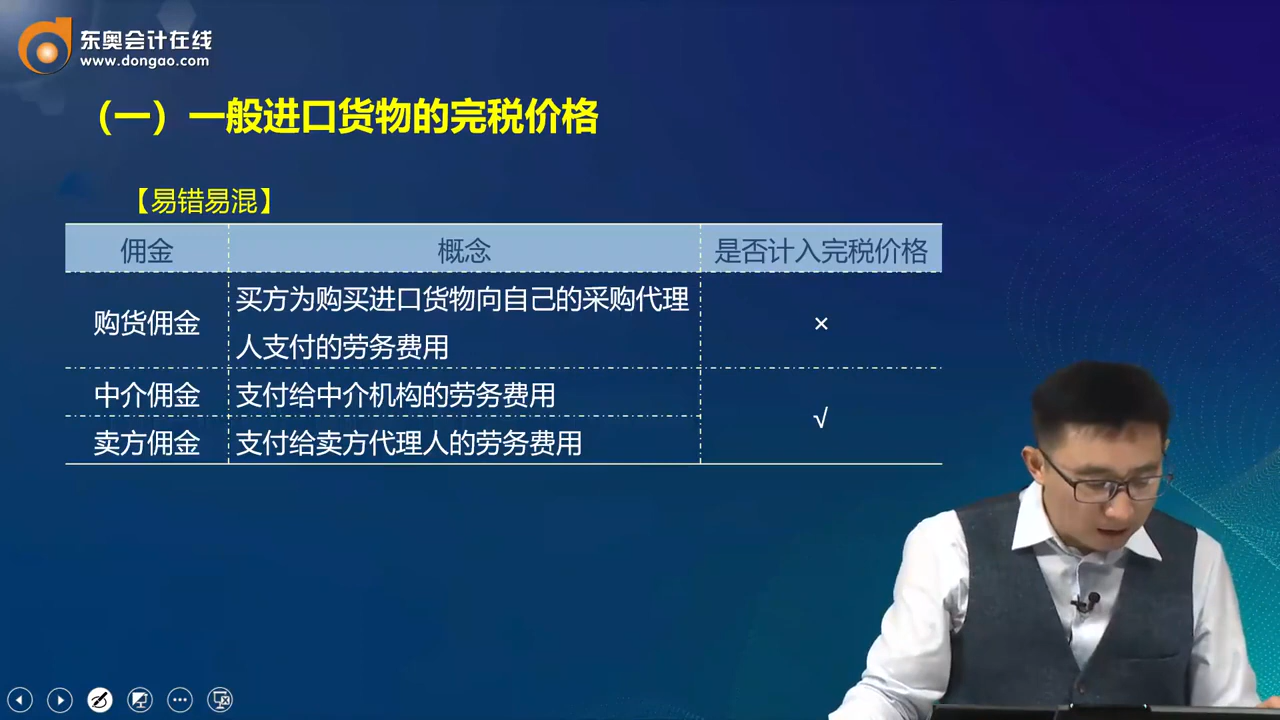 东奥会计在线
www.dongao.com
（一）一般进口货物的完税价格
【易错易混】
佣金 概念 是否计入完税价格
购货佣金 买方为购买进口货物向自己的采购代理
人支付的劳务费用 ×
中介佣金 支付给中介机构的劳务费用 √
卖方佣金 支付给卖方代理人的劳务费用